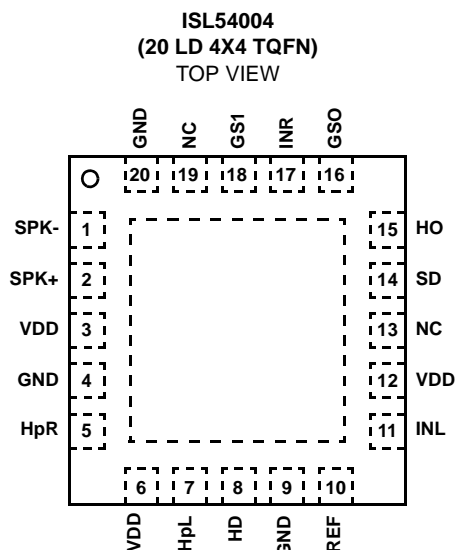 ISL54004
(20 LD 4X4 TQFN)
TOP VIEW
GND
NC
GS1
INR
GSO
20
19
18
17
16
SPK-
1
15
HO
SPK+
2
14
SD
VDD
3
13
NC
GND
4
12
VDD
HpR
5
11
INL
6
7
8
9
10
VDD
HpL
HD
GND
REF